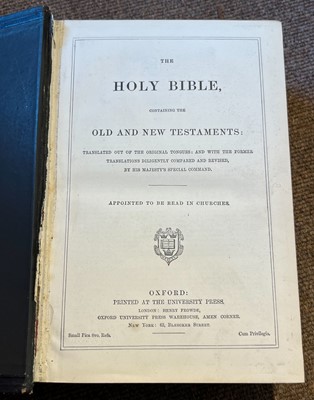 THE
HOLY BIBLE,
CONTAINING THE
OLD AND NEW TESTAMENTS:
TRANSLATED OUT OF THE ORIGINAL TONGUES: AND WITH THE FORMER
TRANSLATIONS DILIGENTLY COMPARED AND REVISED,
BY HIS MAJESTY'S SPECIAL COMMAND.
APPOINTED TO BE READ IN CHURCHES.
OXFORD:
PRINTED AT THE UNIVERSITY PRESS.
LONDON: HENRY FROWDE,
OXFORD UNIVERSITY PRESS WAREHOUSE, AMEN CORNER.
New York: 35, Bleecker Street.
Small Pica 8vo. Refs.
Cum Privilegio.